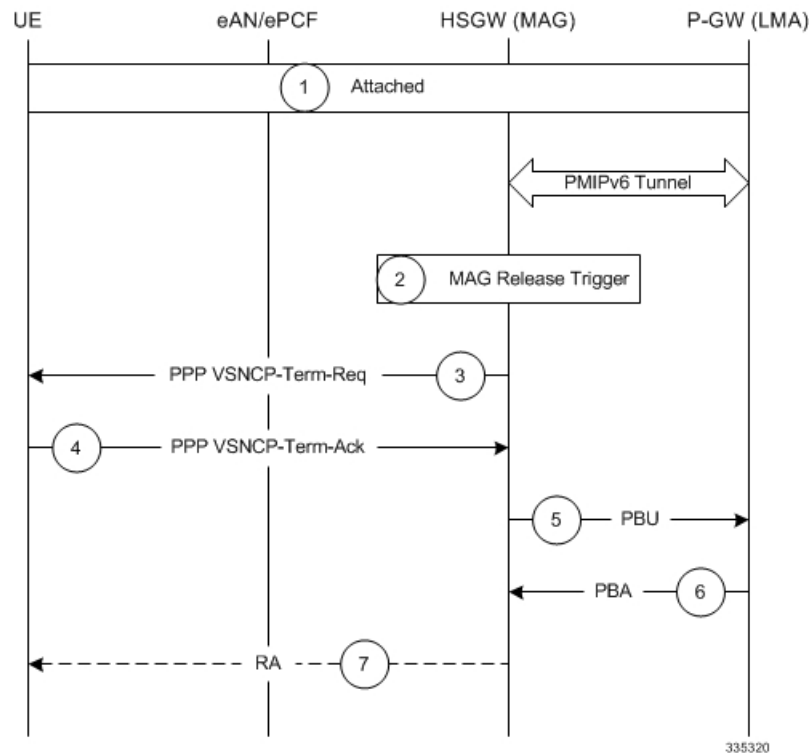 UE eAN/ePCF HSGW (MAG) P-GW (LMA)
1 Attached
PMIPv6 Tunnel
2 MAG Release Trigger
PPP VSNCP-Term-Req 3
4 PPP VSNCP-Term-Ack
5 PBU
PBA 6
RA 7
335320